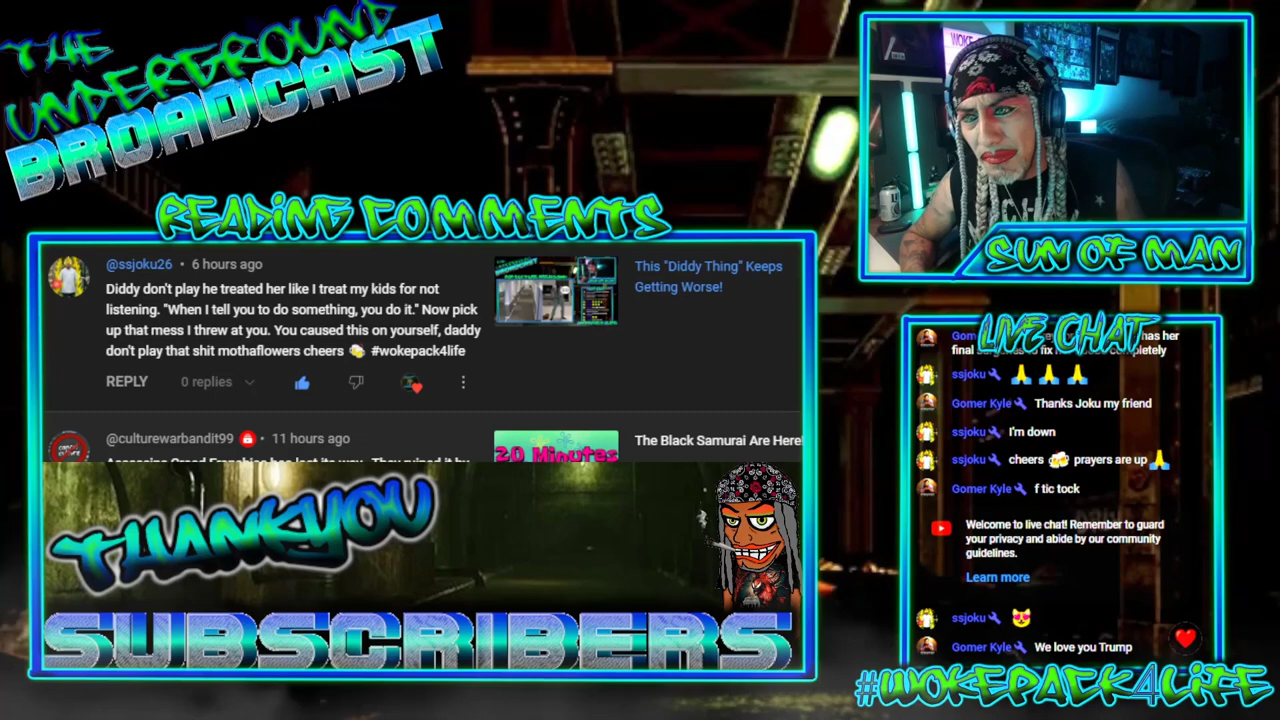 THE
UNDERGROUND
BROADCAST
READING COMMENTS
@ssjoku26 • 6 hours ago
Diddy don't play he treated her like I treat my kids for not
listening. "When I tell you to do something, you do it." Now pick
up that mess I threw at you. You caused this on yourself, daddy
don't play that shit mothaflowers cheers 🍻 #wokepack4life
REPLY 0 replies
This "Diddy Thing" Keeps
Getting Worse!
@culturewarbandit99 • 11 hours ago
20 Minutes
The Black Samurai Are Here!
THANKYOU
SUBSCRIBERS
WOKE
SUN OF MAN
LIVE CHAT
has her
final
completely
ssjoku 🙏 🙏 🙏
Gomer Kyle Thanks Joku my friend
ssjoku I'm down
ssjoku cheers 🍻 prayers are up 🙏
Gomer Kyle f tic tock
Welcome to live chat! Remember to guard
your privacy and abide by our community
guidelines.
Learn more
ssjoku 😻
Gomer Kyle We love you Trump
#WOKEPACK4LIFE